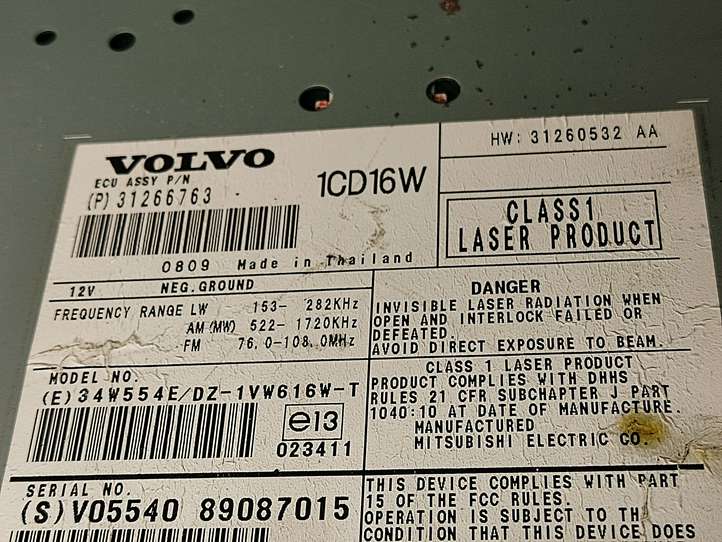 VOLVO
ECU ASSY P/N
(P) 31266763
1CD16W
HW: 31260532 AA
CLASS1
LASER PRODUCT
0809 Made in Thailand
12V NEG.GROUND
FREQUENCY RANGE LW 153- 282KHz
AM (MW) 522- 1720KHz
FM 76.0-108.0MHz
DANGER
INVISIBLE LASER RADIATION WHEN
OPEN AND INTERLOCK FAILED OR
DEFEATED
AVOID DIRECT EXPOSURE TO BEAM.
MODEL NO.
(E) 34W554E/DZ-1VW616W-T
e13
023411
CLASS 1 LASER PRODUCT
PRODUCT COMPLIES WITH DHHS
RULES 21 CFR SUBCHAPTER J PART
1040:10 AT DATE OF MANUFACTURE.
MANUFACTURED
MITSUBISHI ELECTRIC CO.
SERIAL NO.
(S) V05540 89087015
THIS DEVICE COMPLIES WITH PART
15 OF THE FCC RULES.
OPERATION IS SUBJECT TO THE
CONDITION THAT THIS DEVICE DOES